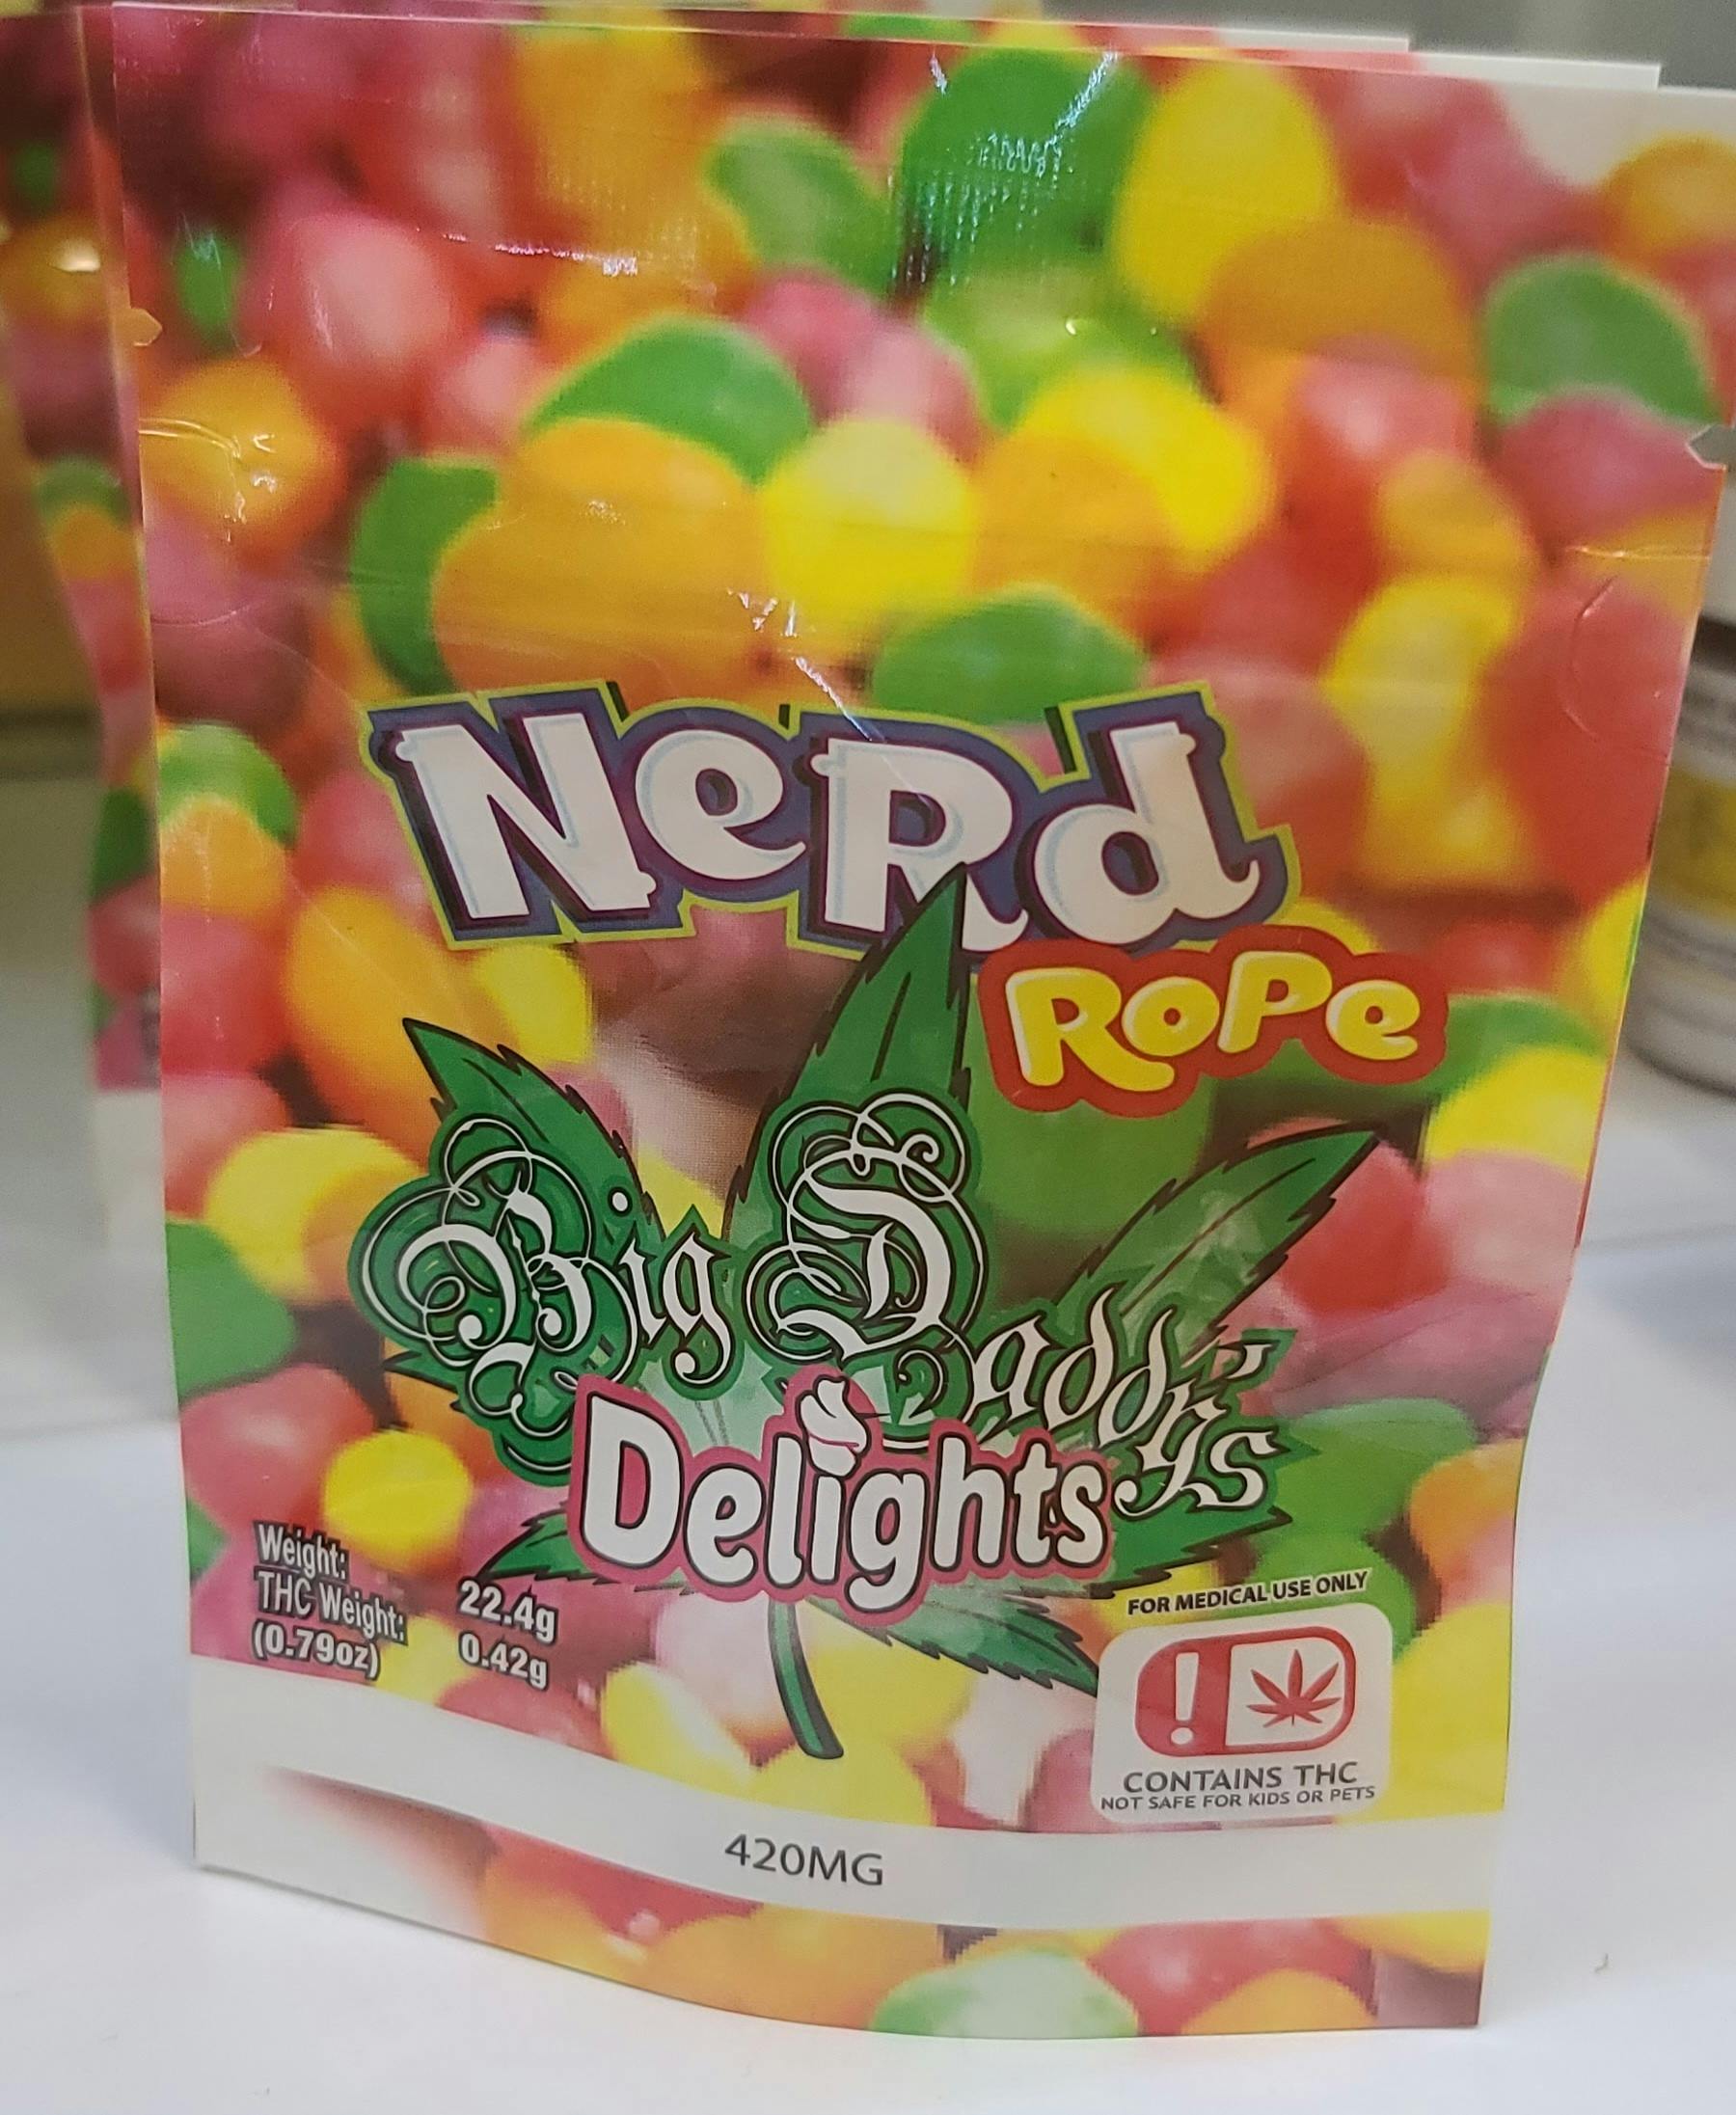 NeRd
RoPe
Big Daddy's
Delights
Weight: 22.4g
THC Weight: 0.42g
(0.79oz)
FOR MEDICAL USE ONLY
!
CONTAINS THC
NOT SAFE FOR KIDS OR PETS
420MG